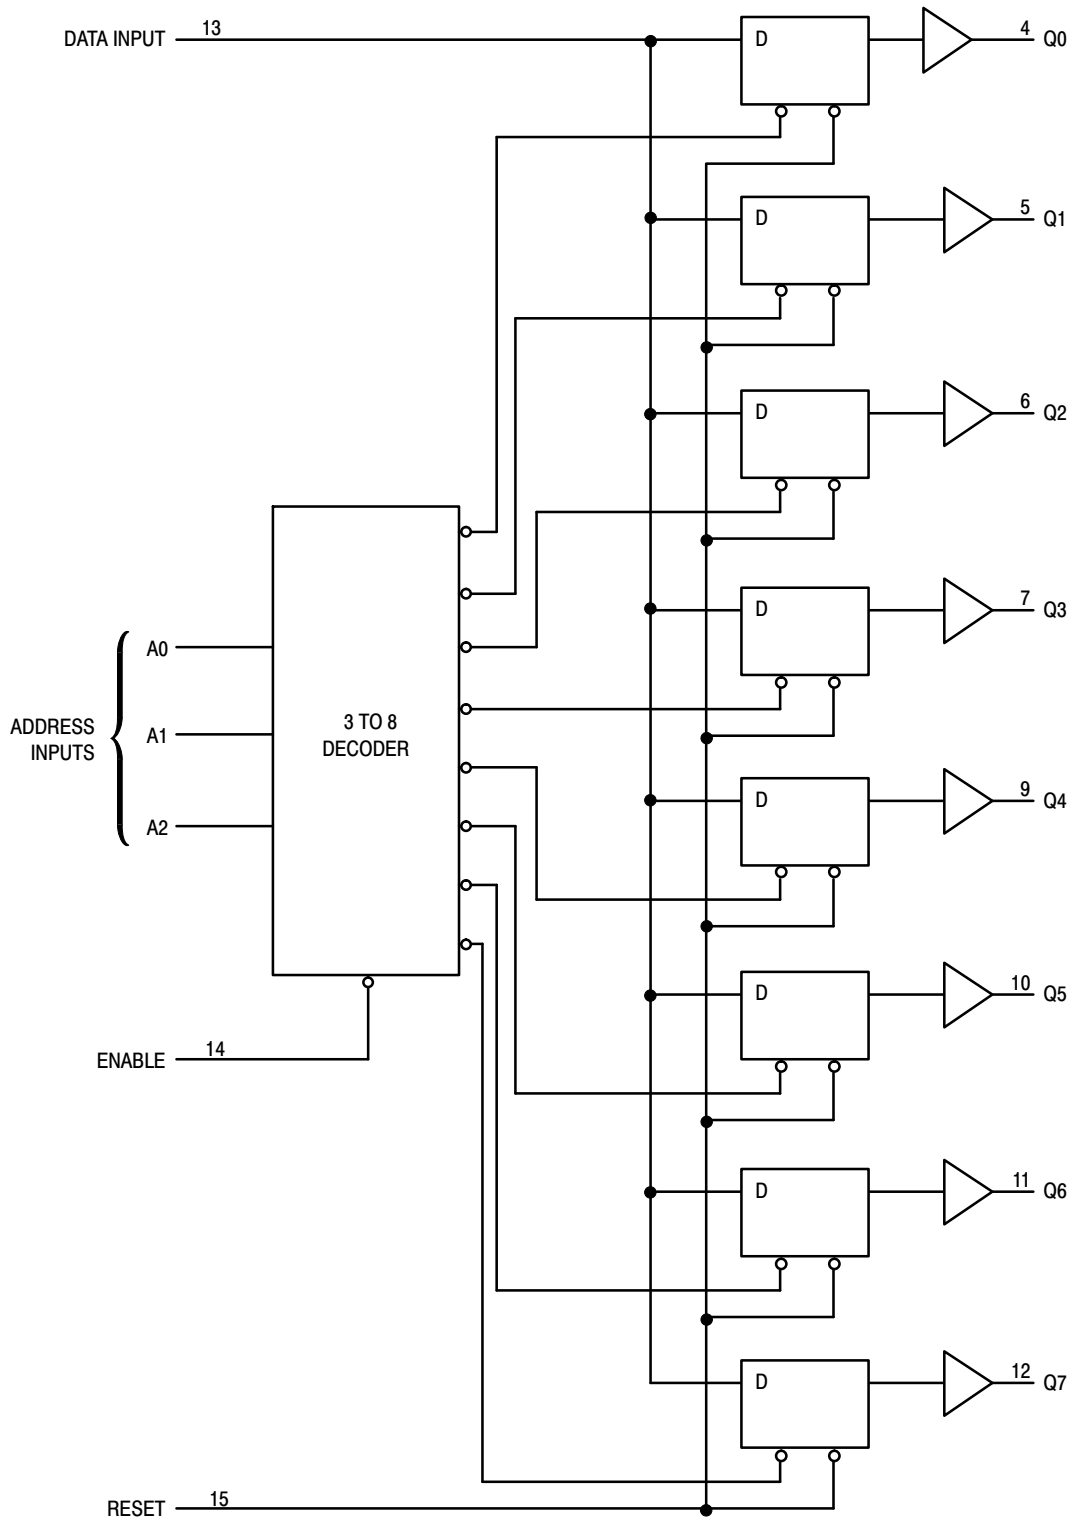 DATA INPUT 13
D
4 Q0
D
5 Q1
D
6 Q2
D
7 Q3
A0
ADDRESS
INPUTS
A1
A2
3 TO 8
DECODER
D
9 Q4
D
10 Q5
ENABLE 14
D
11 Q6
D
12 Q7
RESET 15